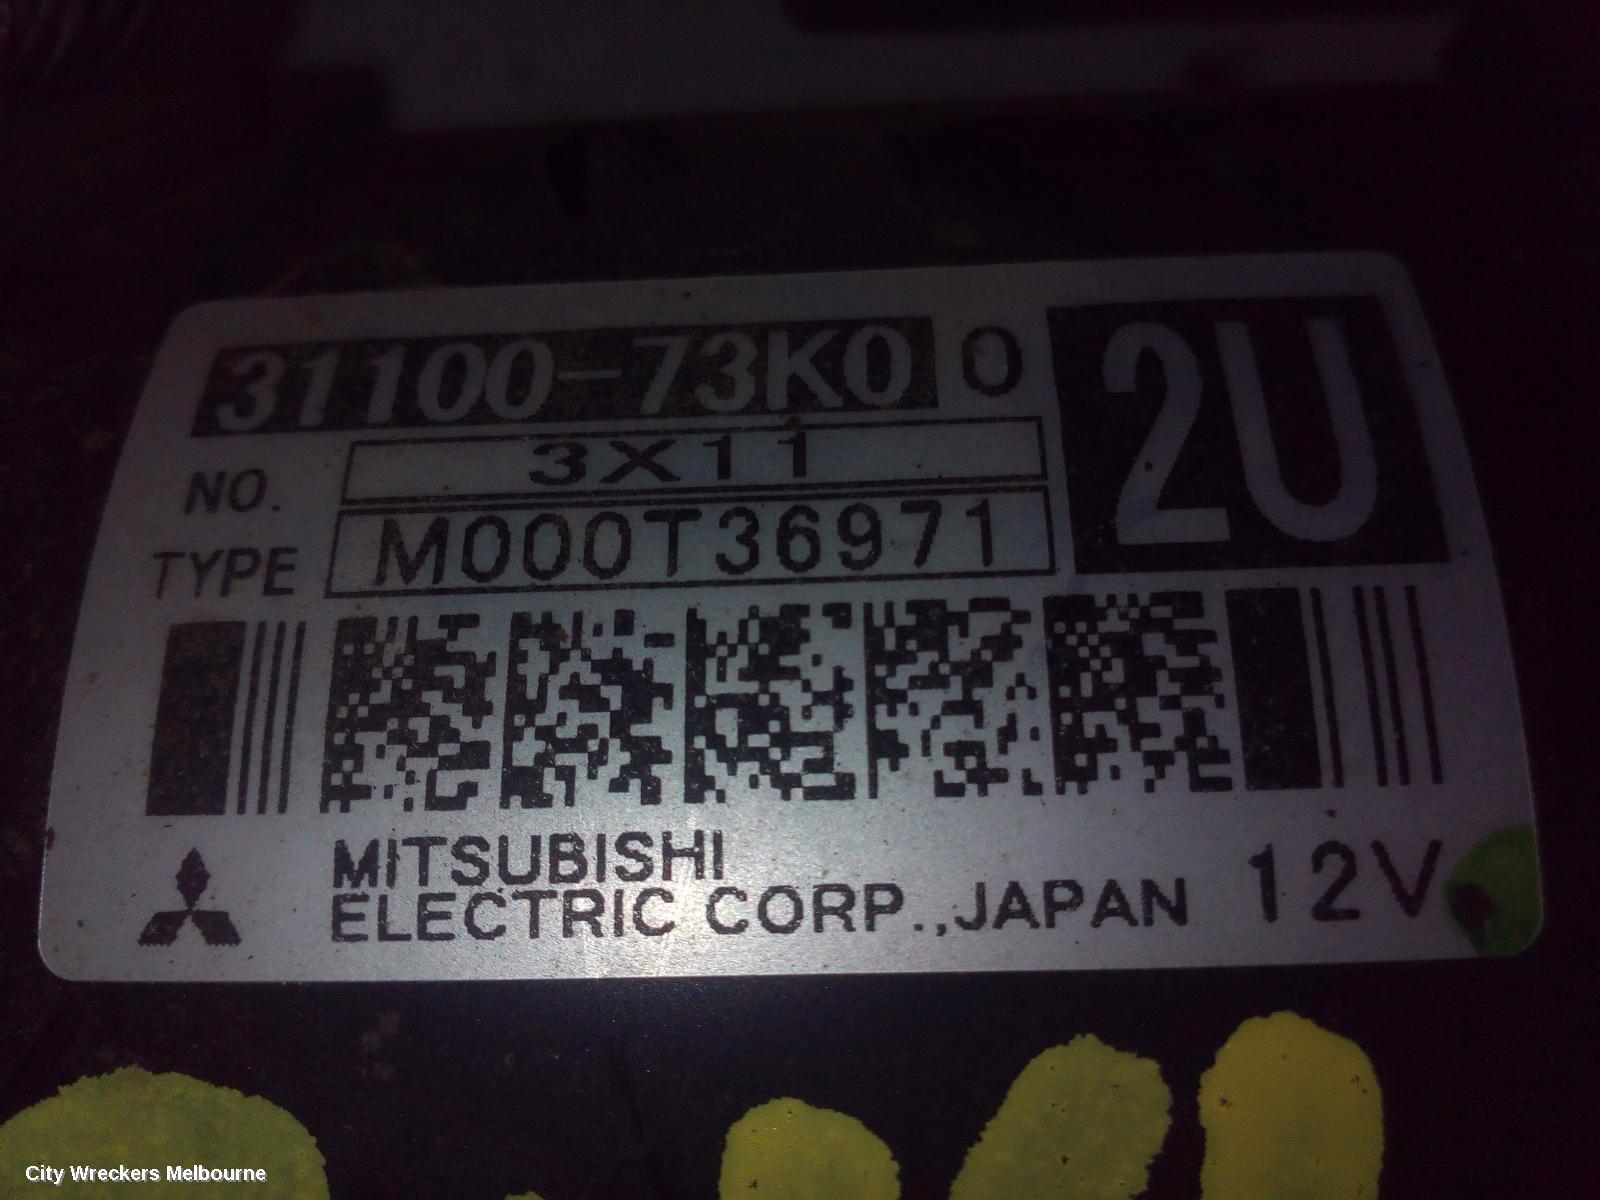 31100-73K0 0
2U
NO. 3X11
TYPE M000T36971
MITSUBISHI
ELECTRIC CORP.,JAPAN 12V
City Wreckers Melbourne